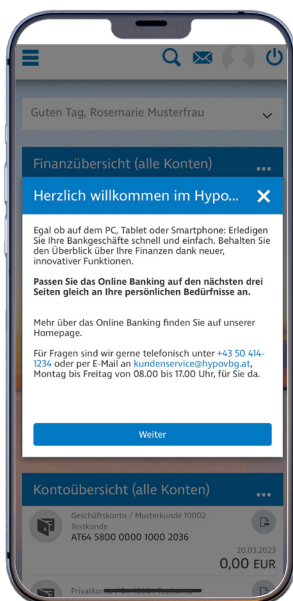 Guten Tag, Rosemarie Musterfrau
Finanzübersicht (alle Konten) ...
Herzlich willkommen im Hypo...
Egal ob auf dem PC, Tablet oder Smartphone: Erledigen
Sie Ihre Bankgeschäfte schnell und einfach. Behalten Sie
den Überblick über Ihre Finanzen dank neuer,
innovativer Funktionen.
Passen Sie das Online Banking auf den nächsten drei
Seiten gleich an Ihre persönlichen Bedürfnisse an.
Mehr über das Online Banking finden Sie auf unserer
Homepage.
Für Fragen sind wir gerne telefonisch unter +43 50 414-
1234 oder per E-Mail an kundenservice@hypovbg.at,
Montag bis Freitag von 08.00 bis 17.00 Uhr, für Sie da.
Weiter
Kontoübersicht (alle Konten) ...
Geschäftskonto / Musterkunde 10002
Testkunde
AT64 5800 0000 1000 2036
20.03.2023
0,00 EUR